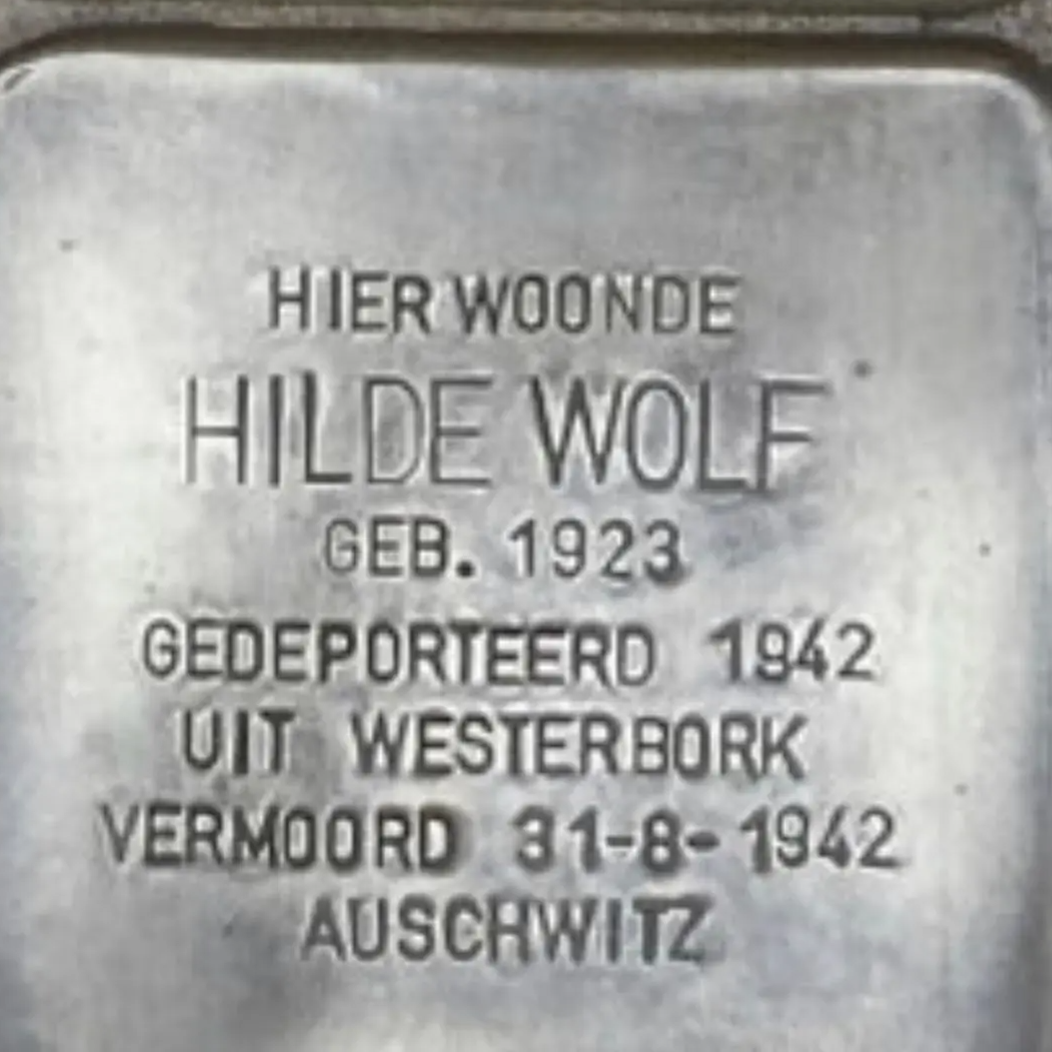 HIER WOONDE
HILDE WOLF
GEB. 1923
GEDEPORTEERD 1942
UIT WESTERBORK
VERMOORD 31-8-1942
AUSCHWITZ